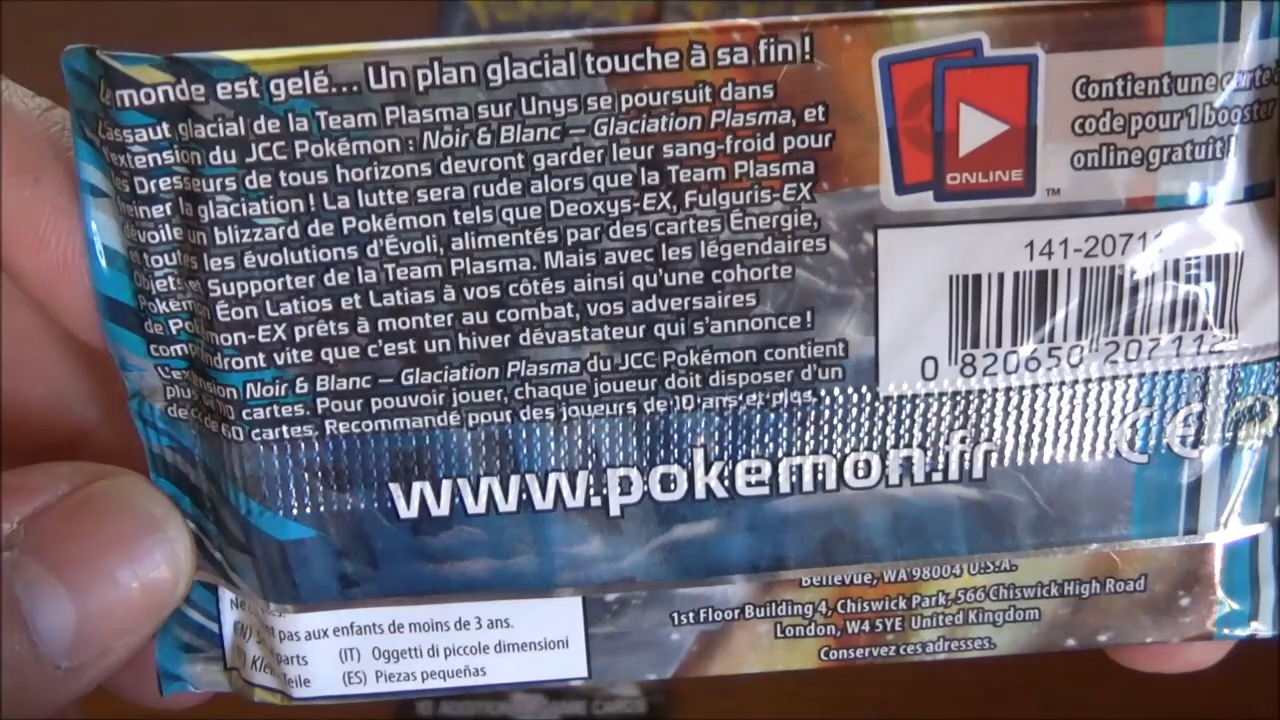 Le monde est gelé... Un plan glacial touche à sa fin !
L'assaut glacial de la Team Plasma sur Unys se poursuit dans
l'extension du JCC Pokémon : Noir & Blanc – Glaciation Plasma, et
les Dresseurs de tous horizons devront garder leur sang-froid pour
freiner la glaciation ! La lutte sera rude alors que la Team Plasma
dévoile un blizzard de Pokémon tels que Deoxys-EX, Fulguris-EX
et toutes les évolutions d'Évoli, alimentés par des cartes Énergie,
Objets et Supporter de la Team Plasma. Mais avec les légendaires
Pokémon Éon Latios et Latias à vos côtés ainsi qu'une cohorte
de Pokémon-EX prêts à monter au combat, vos adversaires
comprendront vite que c'est un hiver dévastateur qui s'annonce !
L'extension Noir & Blanc – Glaciation Plasma du JCC Pokémon contient
plus de 110 cartes. Pour pouvoir jouer, chaque joueur doit disposer d'un
deck de 60 cartes. Recommandé pour des joueurs de 10 ans et plus.
www.pokemon.fr
ONLINE
TM
Contient une carte
code pour 1 booster
online gratuit !
141-2071
0 820650 207112
CE
Bellevue, WA 98004 U.S.A.
1st Floor Building 4, Chiswick Park, 566 Chiswick High Road
London, W4 5YE United Kingdom
Conservez ces adresses.
pas aux enfants de moins de 3 ans.
parts (IT) Oggetti di piccole dimensioni
teile (ES) Piezas pequeñas